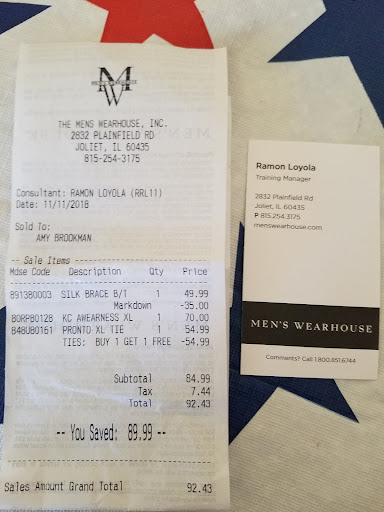 M
MEN'S WEARHOUSE
W
THE MENS WEARHOUSE, INC.
2832 PLAINFIELD RD
JOLIET, IL 60435
815-254-3175
Consultant: RAMON LOYOLA (RRL11)
Date: 11/11/2018
Sold To:
AMY BROOKMAN
-- Sale Items --
Mdse Code Description Qty Price
891380003 SILK BRACE B/T 1 49.99
Markdown -35.00
80RPB0128 KC AWEARNESS XL 1 70.00
848U80161 PRONTO XL TIE 1 54.99
TIES: BUY 1 GET 1 FREE -54.99
Subtotal 84.99
Tax 7.44
Total 92.43
-- You Saved: 89.99 --
Sales Amount Grand Total 92.43
Ramon Loyola
Training Manager
2832 Plainfield Rd
Joliet, IL 60435
P 815.254.3175
menswearhouse.com
MEN'S WEARHOUSE
Comments? Call 1.800.851.6744